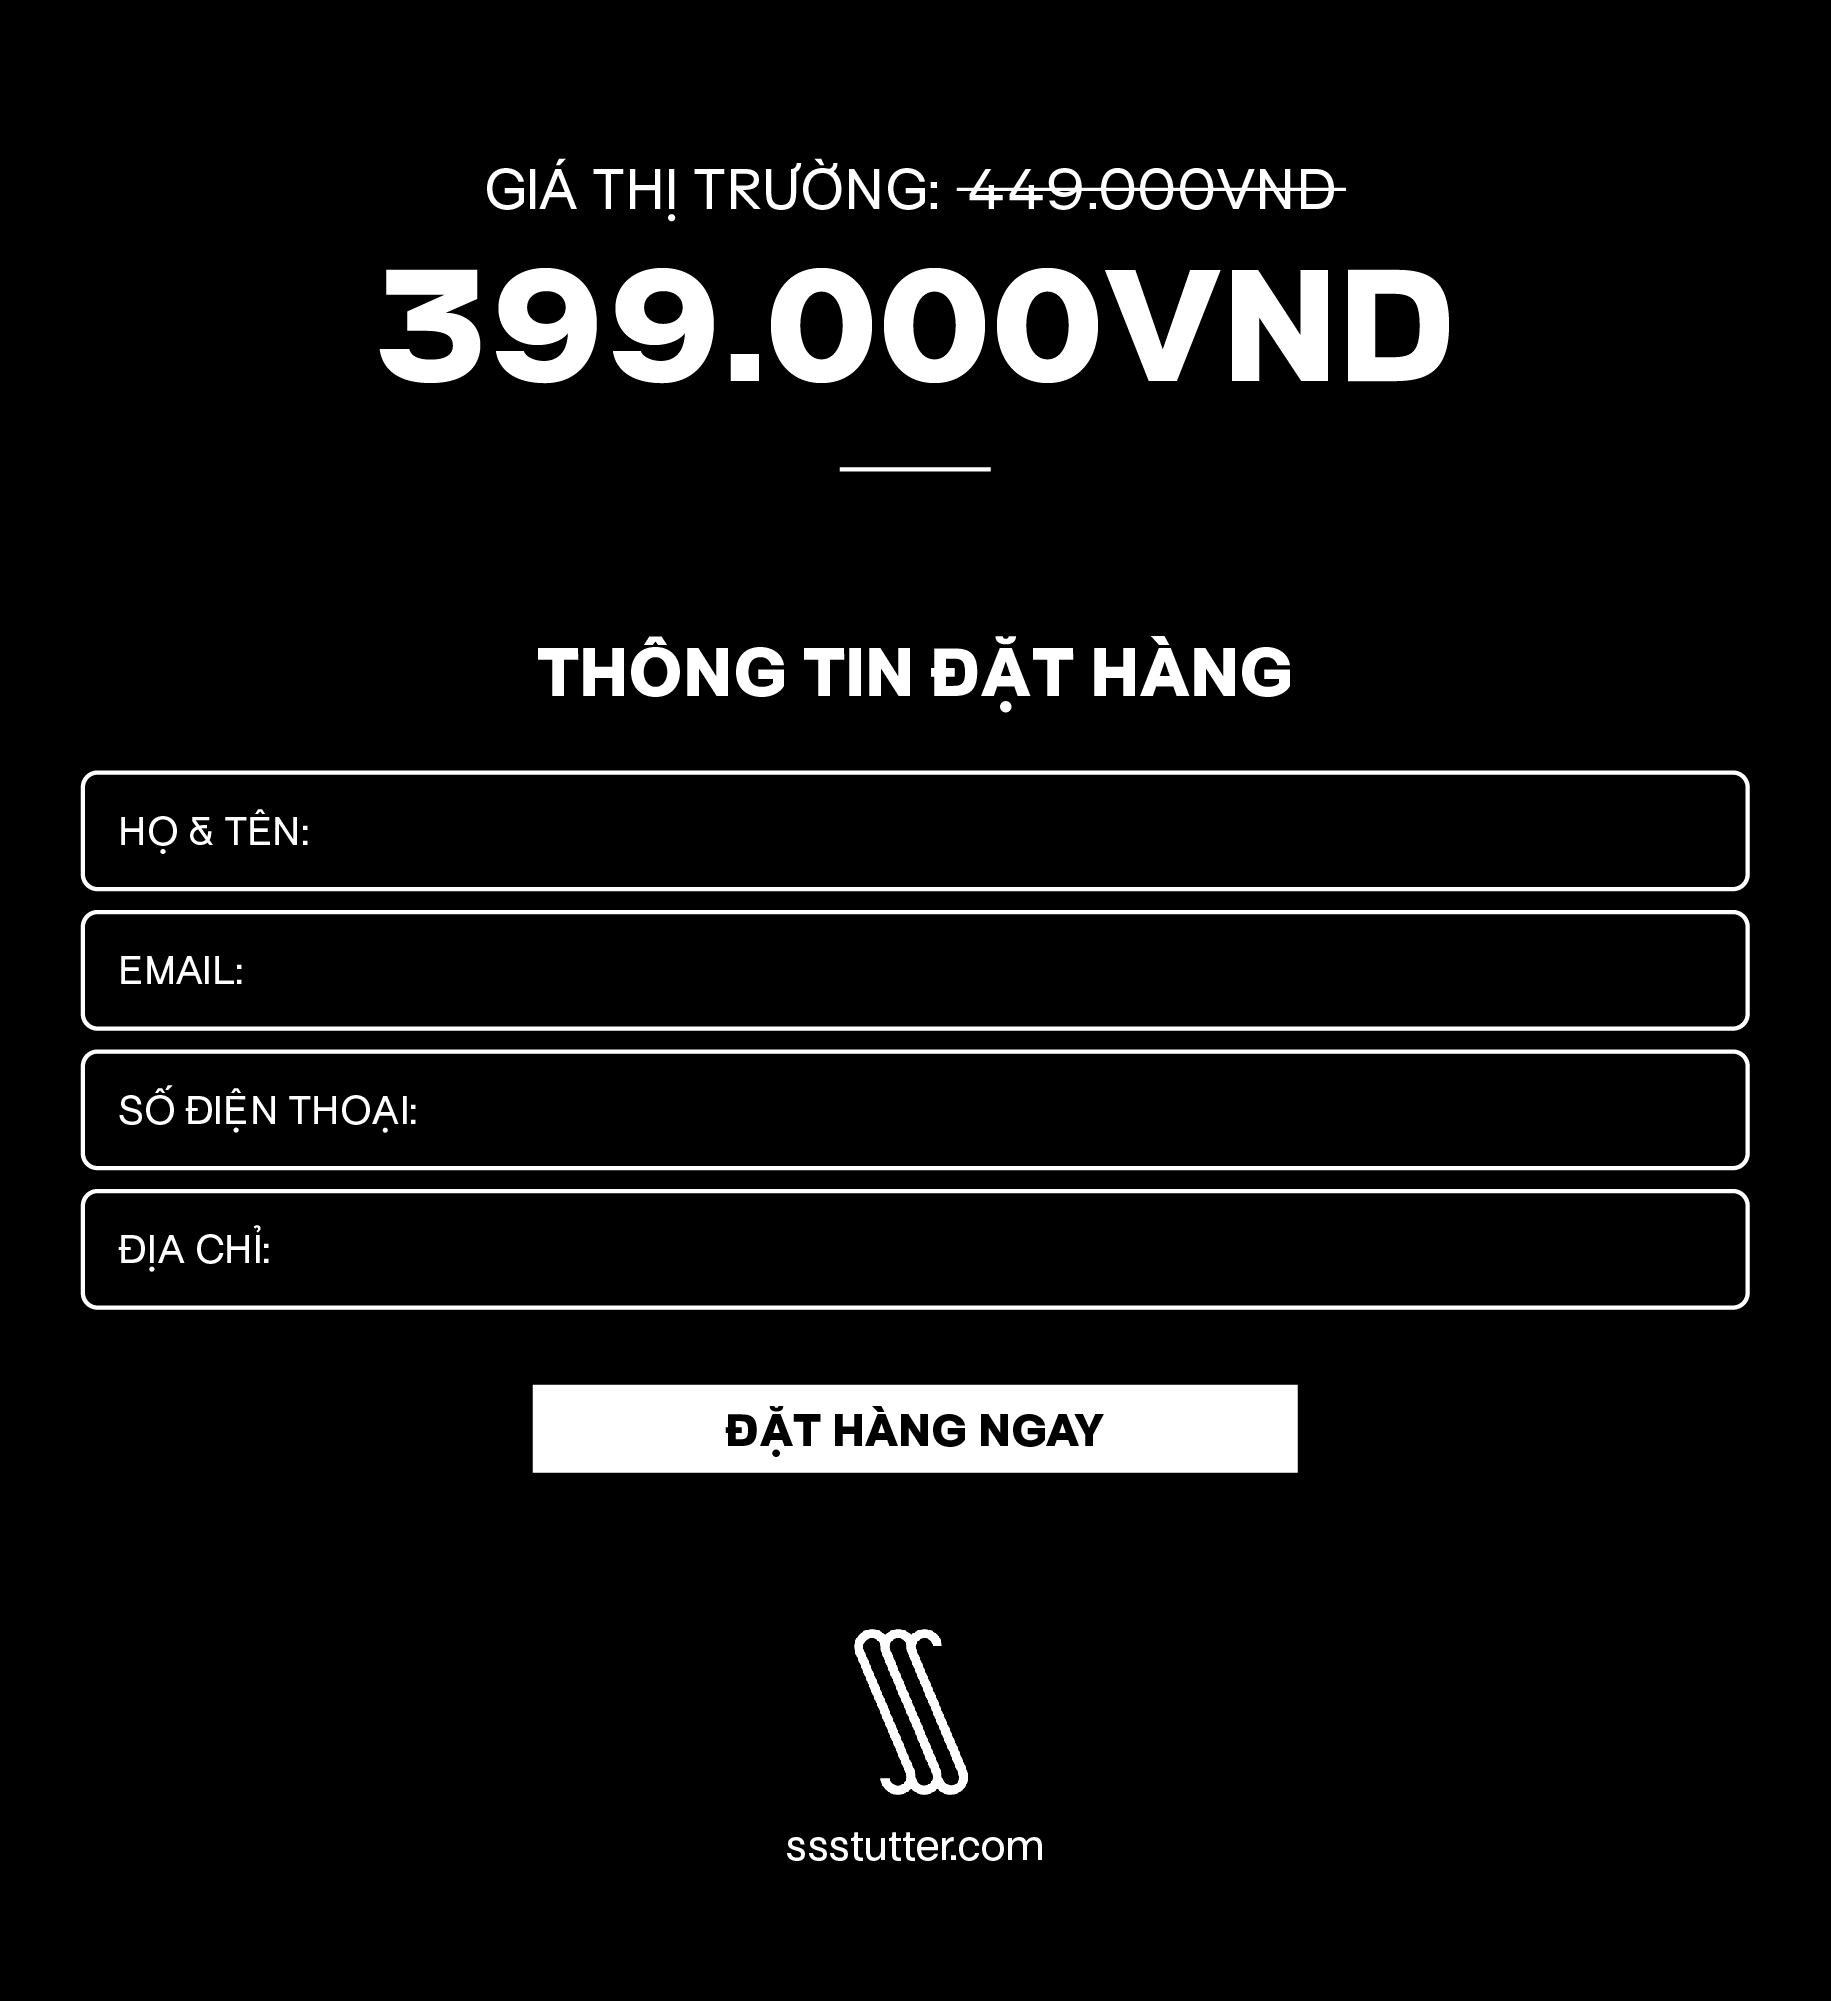 GIÁ THỊ TRƯỜNG: 449.000VND
399.000VND
THÔNG TIN ĐẶT HÀNG
HỌ & TÊN:
EMAIL:
SỐ ĐIỆN THOẠI:
ĐỊA CHỈ:
ĐẶT HÀNG NGAY
ssstutter.com